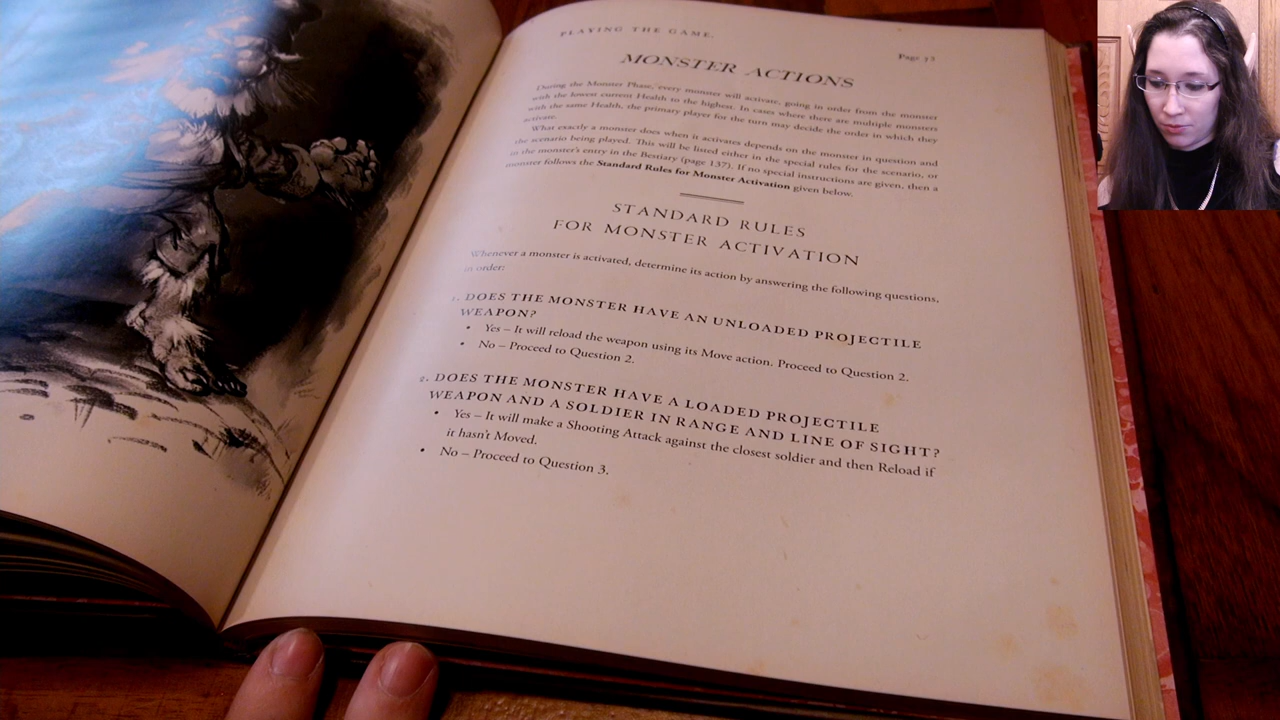 PLAYING THE GAME.
Page 53
MONSTER ACTIONS
During the Monster Phase, every monster will activate, going in order from the monster
with the lowest current Health to the highest. In cases where there are multiple monsters
with the same Health, the primary player for the turn may decide the order in which they
activate.
What exactly a monster does when is activates depends on the monster in question and
the scenario being played. This will be listed either in the special rules for the scenario, or
in the monster's entry in the Bestiary (page 137). If no special instructions are given, then a
monster follows the Standard Rules for Monster Activation given below.
STANDARD RULES
FOR MONSTER ACTIVATION
Whenever a monster is activated, determine its action by answering the following questions,
in order:
1. DOES THE MONSTER HAVE AN UNLOADED PROJECTILE
WEAPON?
• Yes – It will reload the weapon using its Move action. Proceed to Question 2.
• No – Proceed to Question 2.
2. DOES THE MONSTER HAVE A LOADED PROJECTILE
WEAPON AND A SOLDIER IN RANGE AND LINE OF SIGHT?
• Yes – It will make a Shooting Attack against the closest soldier and then Reload if
it hasn't Moved.
• No – Proceed to Question 3.